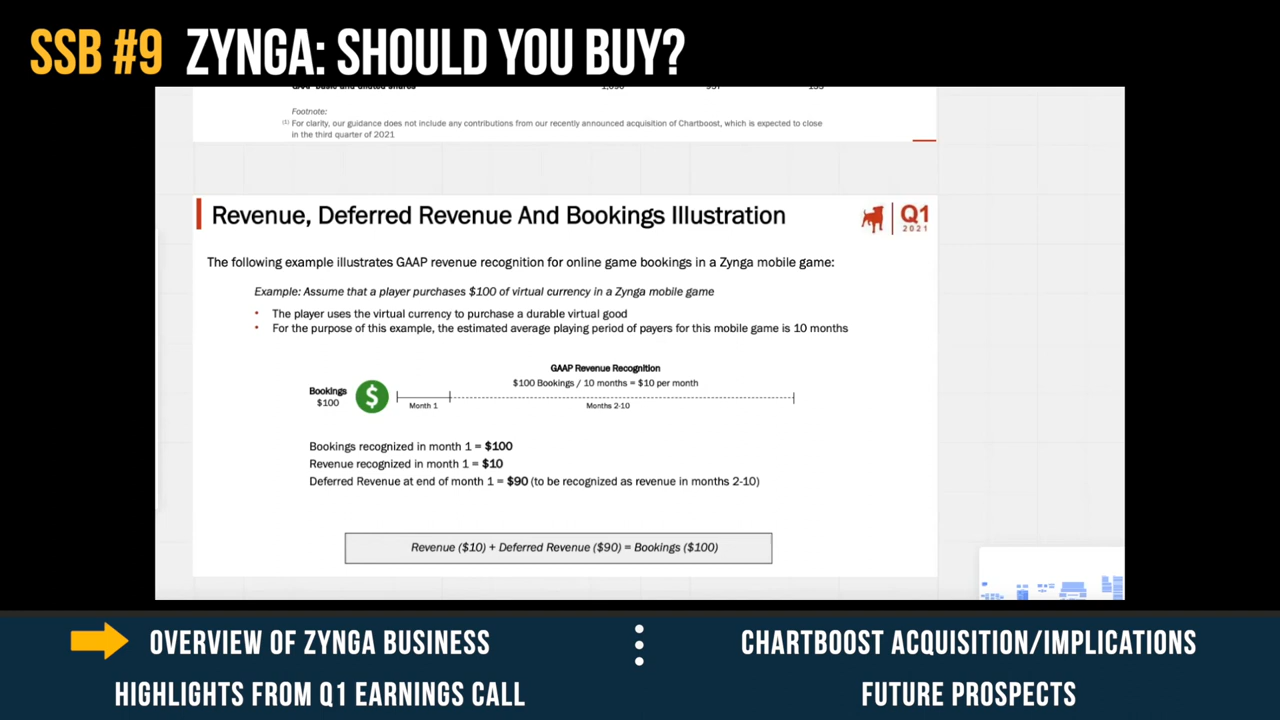 SSB #9 ZYNGA: SHOULD YOU BUY?
Footnote:
(1) For clarity, our guidance does not include any contributions from our recently announced acquisition of Chartboost, which is expected to close
in the third quarter of 2021
Revenue, Deferred Revenue And Bookings Illustration
Q1
2021
The following example illustrates GAAP revenue recognition for online game bookings in a Zynga mobile game:
Example: Assume that a player purchases $100 of virtual currency in a Zynga mobile game
• The player uses the virtual currency to purchase a durable virtual good
• For the purpose of this example, the estimated average playing period of payers for this mobile game is 10 months
GAAP Revenue Recognition
$100 Bookings / 10 months = $10 per month
Bookings
$100
$
Month 1
Months 2-10
Bookings recognized in month 1 = $100
Revenue recognized in month 1 = $10
Deferred Revenue at end of month 1 = $90 (to be recognized as revenue in months 2-10)
Revenue ($10) + Deferred Revenue ($90) = Bookings ($100)
OVERVIEW OF ZYNGA BUSINESS
CHARTBOOST ACQUISITION/IMPLICATIONS
HIGHLIGHTS FROM Q1 EARNINGS CALL
FUTURE PROSPECTS